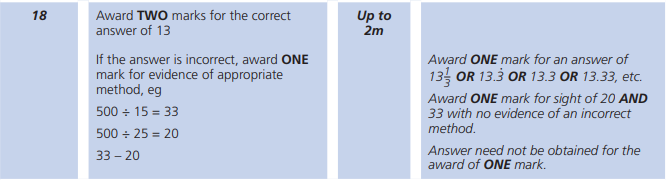 18
Award TWO marks for the correct
answer of 13
If the answer is incorrect, award ONE
mark for evidence of appropriate
method, eg
500 ÷ 15 = 33
500 ÷ 25 = 20
33 – 20
Up to
2m
Award ONE mark for an answer of
13⅓ OR 13.3̇ OR 13.3 OR 13.33, etc.
Award ONE mark for sight of 20 AND
33 with no evidence of an incorrect
method.
Answer need not be obtained for the
award of ONE mark.